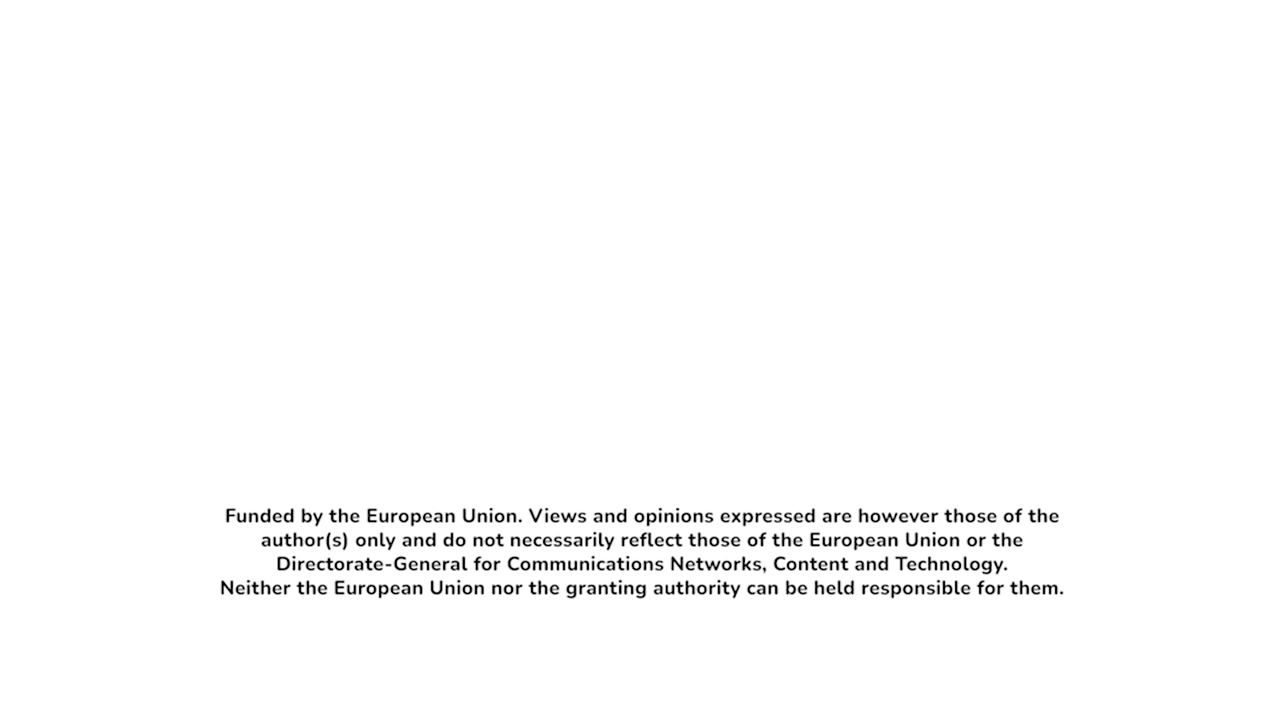 Funded by the European Union. Views and opinions expressed are however those of the
author(s) only and do not necessarily reflect those of the European Union or the
Directorate-General for Communications Networks, Content and Technology.
Neither the European Union nor the granting authority can be held responsible for them.